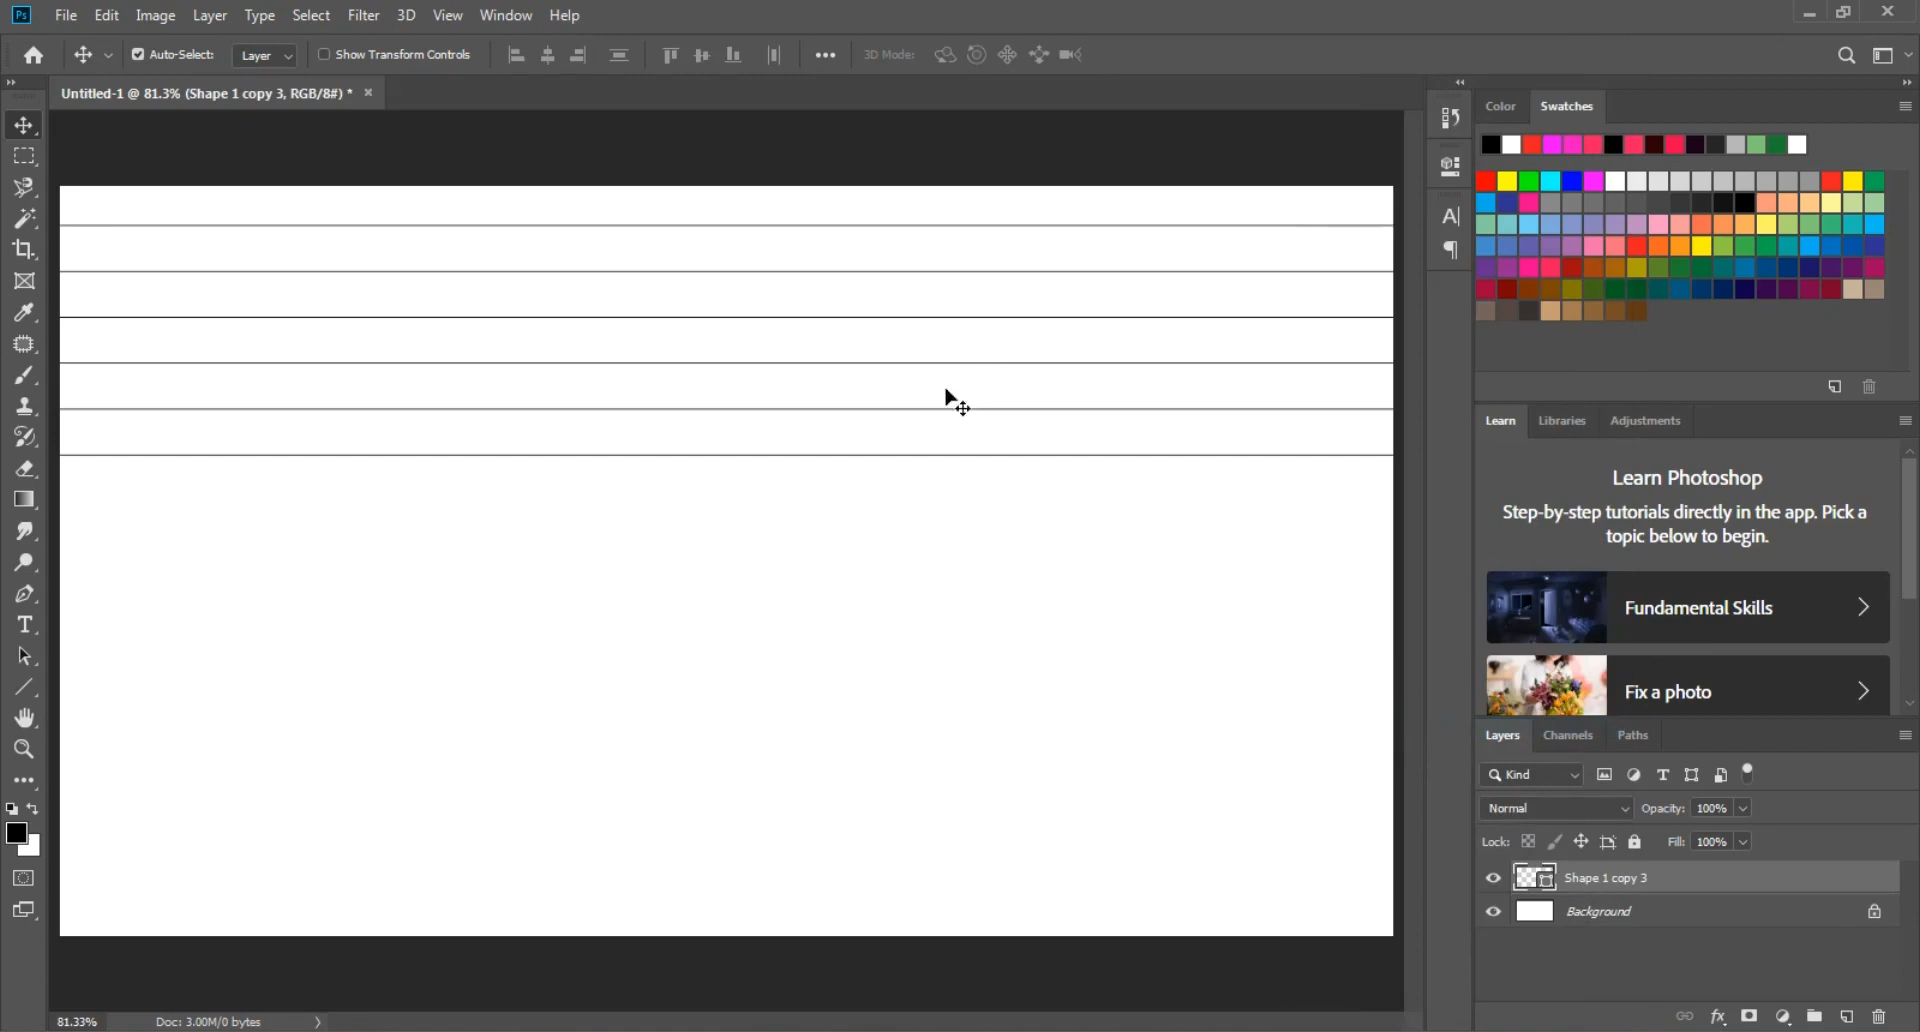 Ps File Edit Image Layer Type Select Filter 3D View Window Help
Auto-Select: Layer Show Transform Controls 3D Mode:
Untitled-1 @ 81.3% (Shape 1 copy 3, RGB/8#) *
Color Swatches
Learn Libraries Adjustments
Learn Photoshop
Step-by-step tutorials directly in the app. Pick a
topic below to begin.
Fundamental Skills
Fix a photo
Layers Channels Paths
Kind
Normal Opacity: 100%
Lock: Fill: 100%
Shape 1 copy 3
Background
81.33% Doc: 3.00M/0 bytes